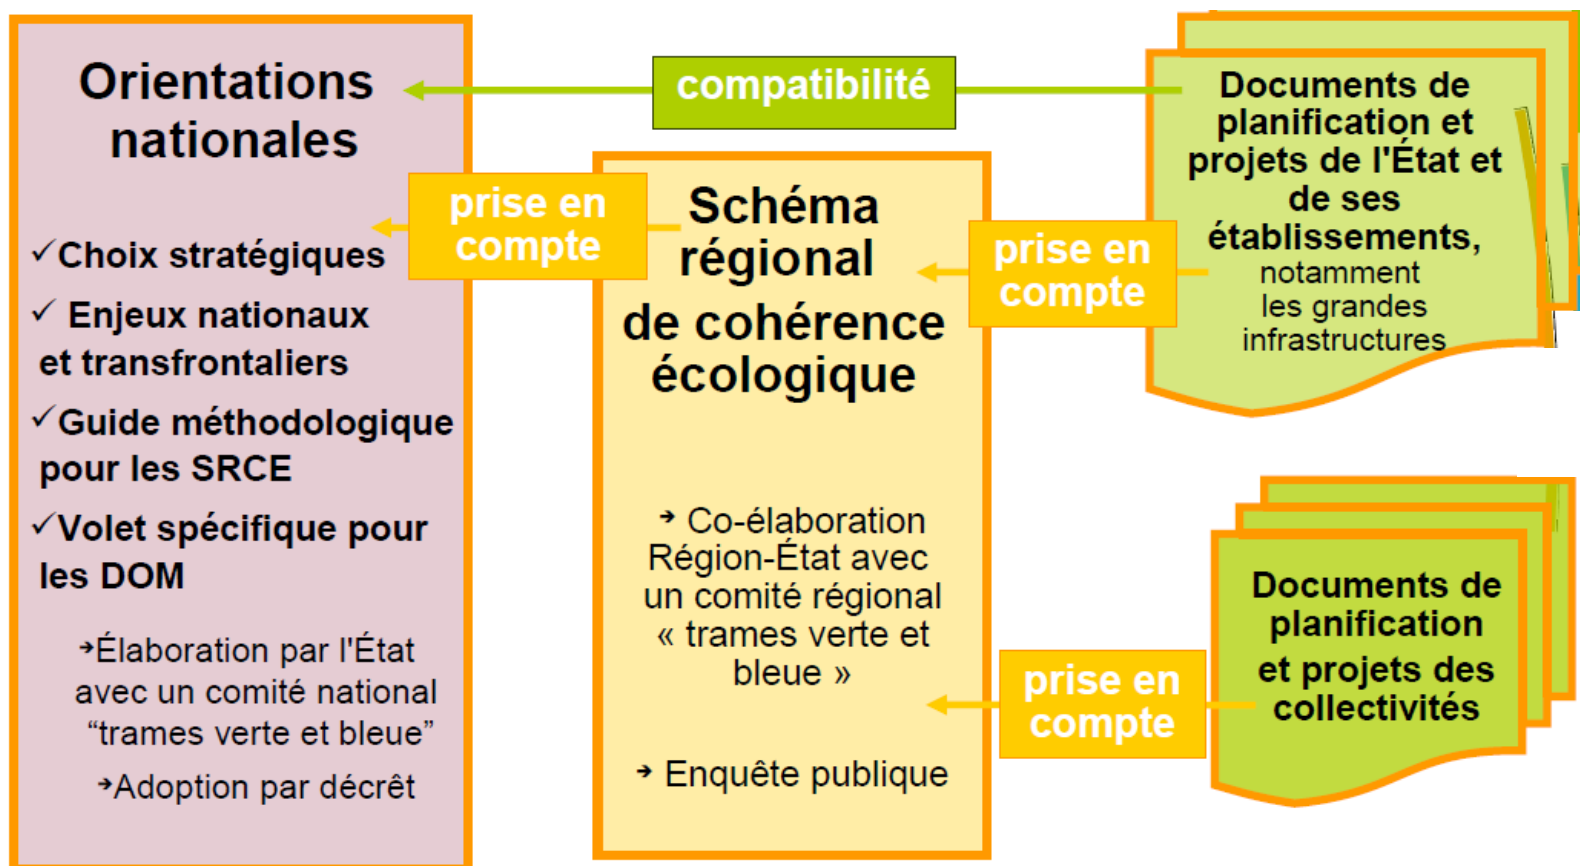 Orientations
nationales
✓Choix stratégiques
✓ Enjeux nationaux
et transfrontaliers
✓Guide méthodologique
pour les SRCE
✓Volet spécifique pour
les DOM
➔Élaboration par l'État
avec un comité national
“trames verte et bleue”
➔Adoption par décrêt
compatibilité
prise en
compte
Schéma
régional
de cohérence
écologique
➔ Co-élaboration
Région-État avec
un comité régional
« trames verte et
bleue »
➔ Enquête publique
prise en
compte
prise en
compte
Documents de
planification et
projets de l'État et
de ses
établissements,
notamment
les grandes
infrastructures
Documents de
planification
et projets des
collectivités